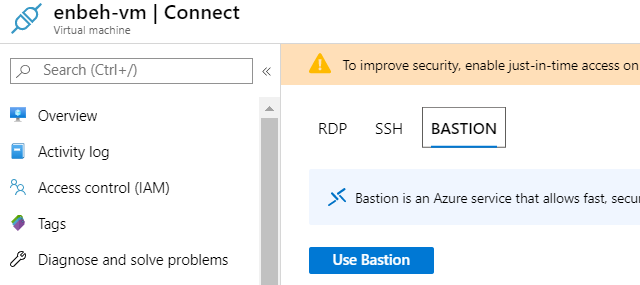 enbeh-vm | Connect
Virtual machine
Search (Ctrl+/)
«
Overview
Activity log
Access control (IAM)
Tags
Diagnose and solve problems
To improve security, enable just-in-time access on
RDP SSH BASTION
Bastion is an Azure service that allows fast,
Use Bastion